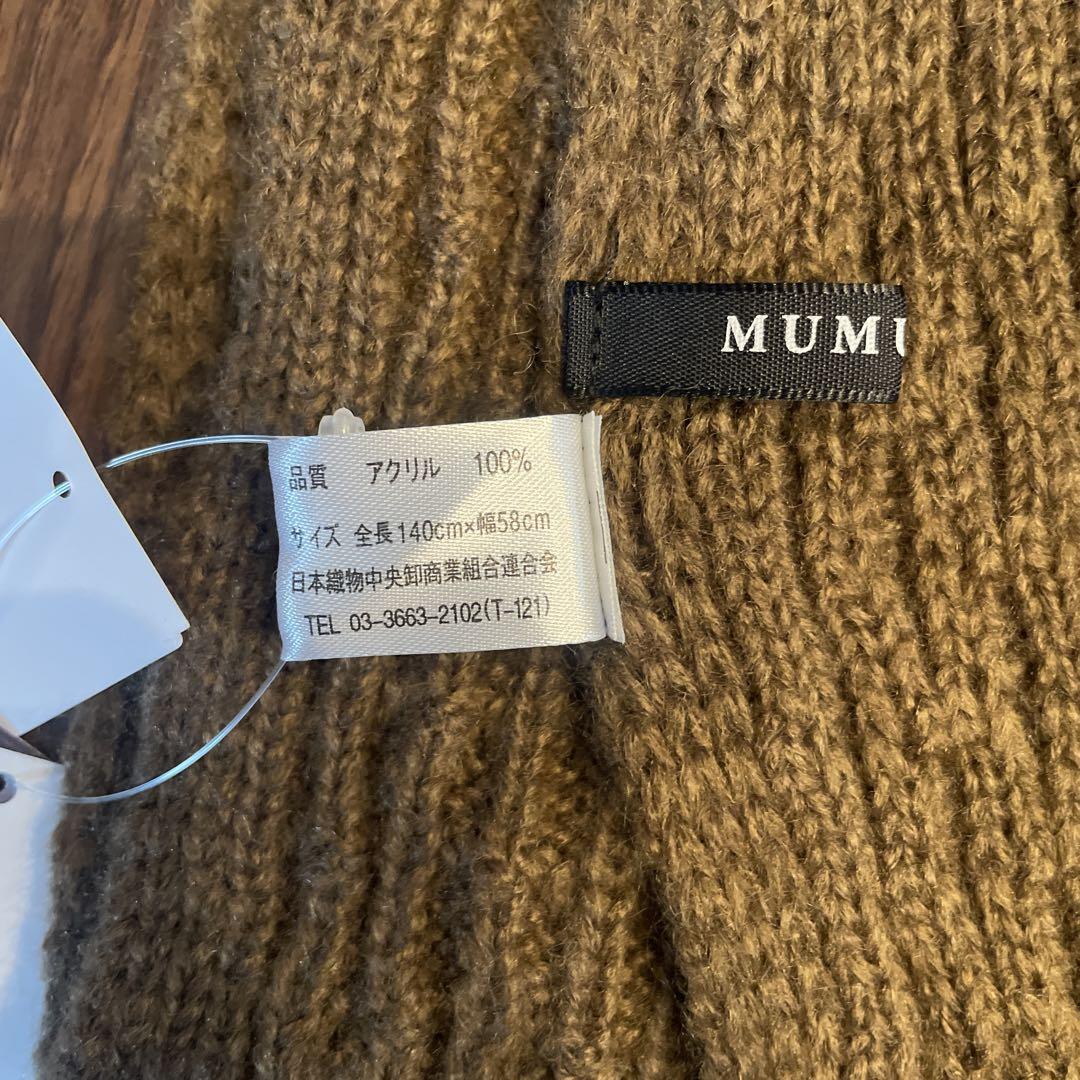 MUMU
品質 アクリル 100%
サイズ 全長140cm×幅58cm
日本織物中央卸商業組合連合会
TEL 03-3663-2102(T-121)